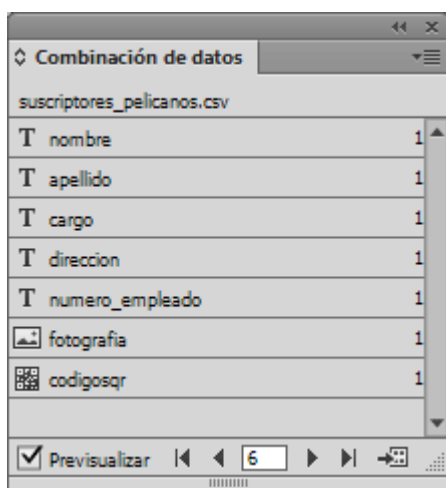 Combinación de datos
suscriptores_pelicanos.csv
T nombre 1
T apellido 1
T cargo 1
T direccion 1
T numero_empleado 1
fotografia 1
codigosqr 1
Previsualizar 6